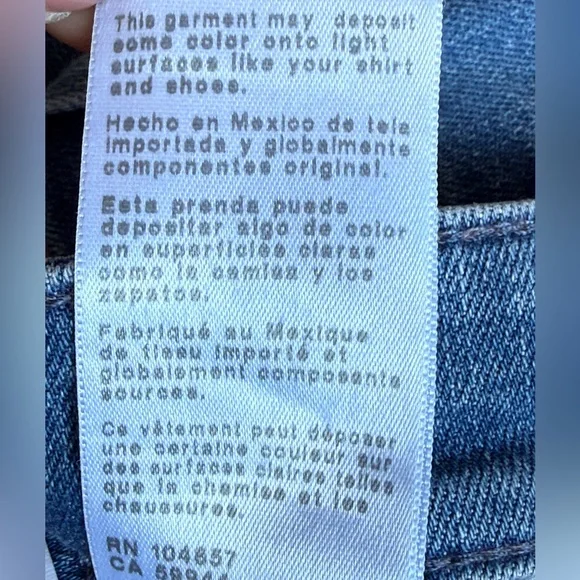 This garment may deposit
some color onto light
surfaces like your shirt
and shoes.
Hecho en Mexico de tela
importada y globalmente
componentes original.
Esta prenda puede
depositar algo de color
en superficies claras
como la camisa y los
zapatos.
Fabriqué au Mexique
de tissu importé et
globalement composants
sources.
Ce vêtement peut déposer
une certaine couleur sur
des surfaces claires telles
que la chemise et les
chaussures.
RN 104657
CA